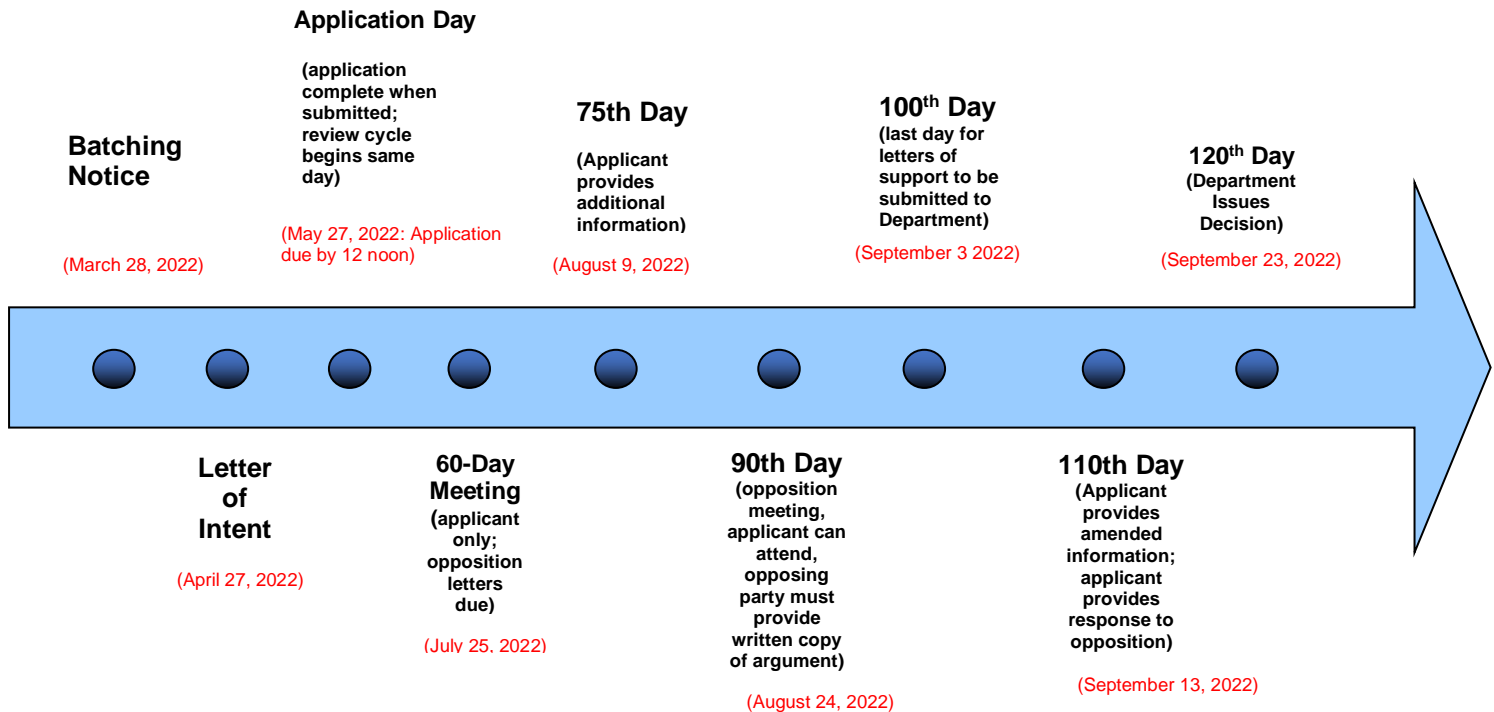 Batching
Notice
(March 28, 2022)
Letter
of
Intent
(April 27, 2022)
Application Day
(application
complete when
submitted;
review cycle
begins same
day)
(May 27, 2022: Application
due by 12 noon)
60-Day
Meeting
(applicant
only;
opposition
letters
due)
(July 25, 2022)
75th Day
(Applicant
provides
additional
information)
(August 9, 2022)
90th Day
(opposition
meeting,
applicant can
attend,
opposing
party must
provide
written copy
of argument)
(August 24, 2022)
100th Day
(last day for
letters of
support to be
submitted to
Department)
(September 3 2022)
110th Day
(Applicant
provides
amended
information;
applicant
provides
response to
opposition)
(September 13, 2022)
120th Day
(Department
Issues
Decision)
(September 23, 2022)